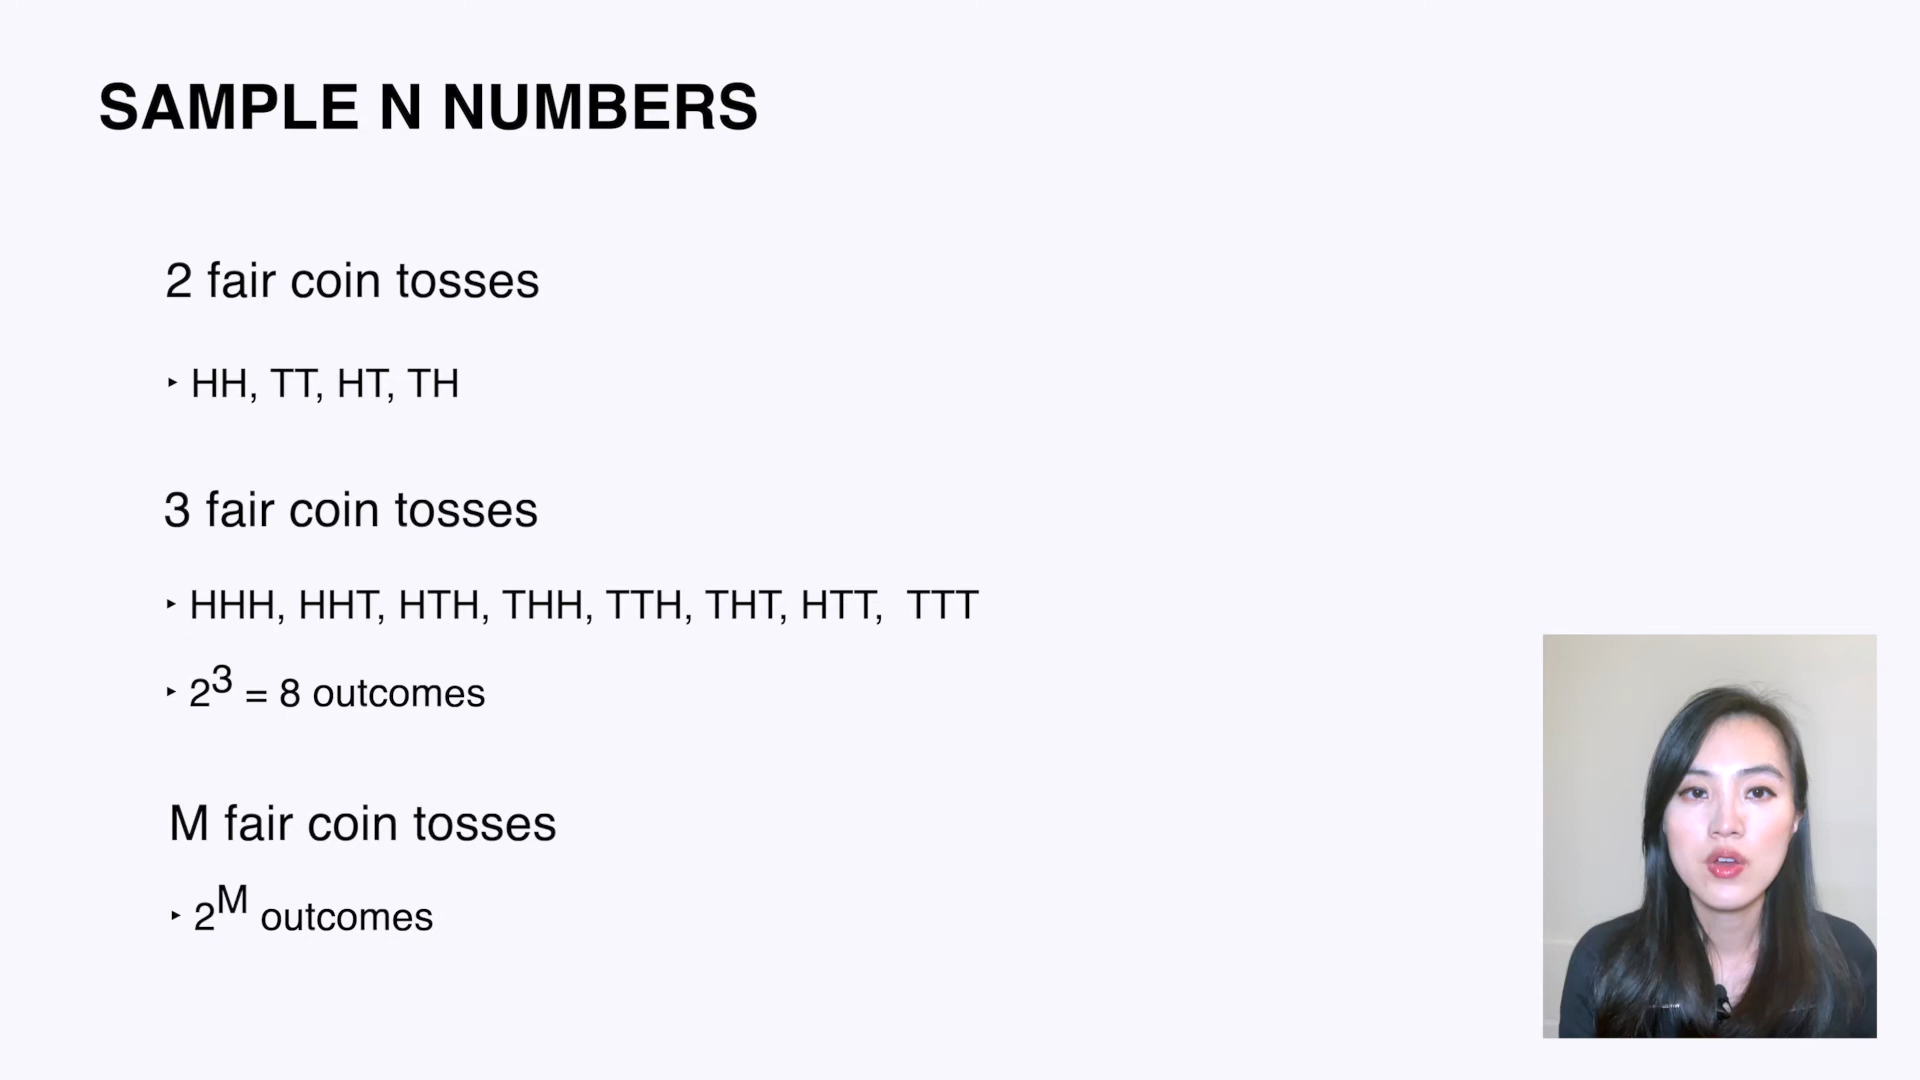 SAMPLE N NUMBERS
2 fair coin tosses
‣ HH, TT, HT, TH
3 fair coin tosses
‣ HHH, HHT, HTH, THH, TTH, THT, HTT, TTT
‣ 2³ = 8 outcomes
M fair coin tosses
‣ 2ᴹ outcomes